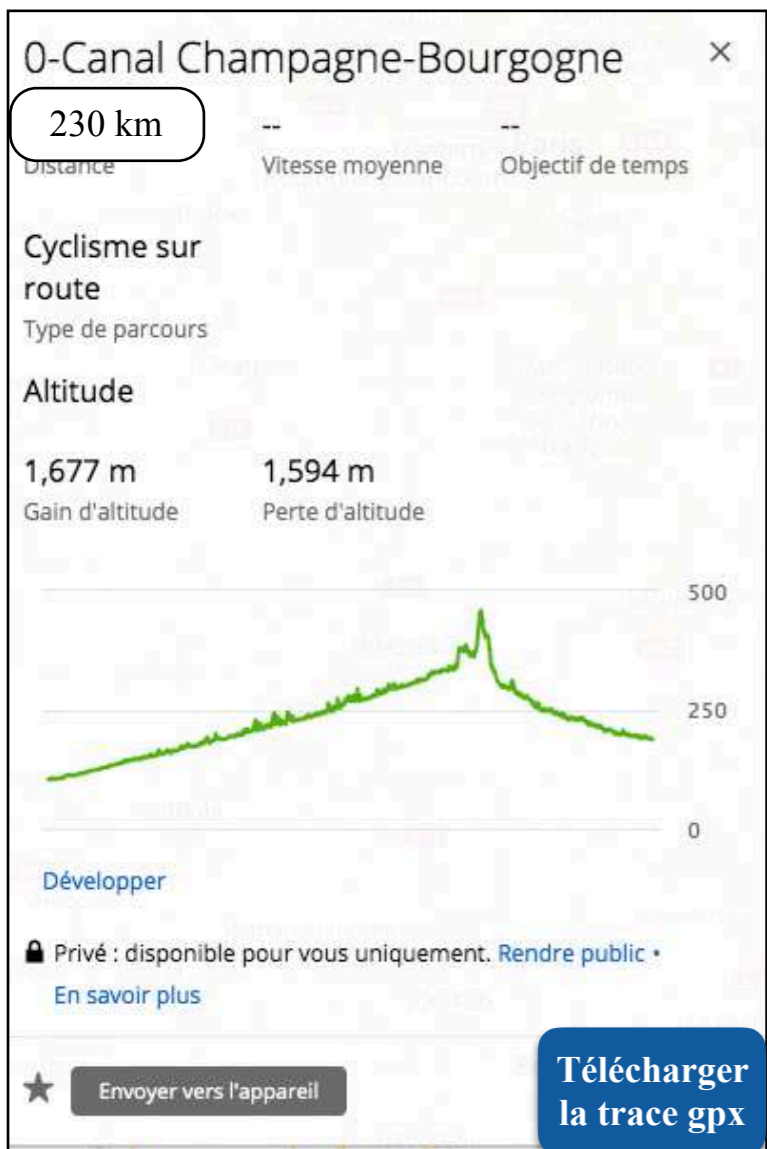 0-Canal Champagne-Bourgogne ×
230 km -- --
Distance Vitesse moyenne Objectif de temps
Cyclisme sur
route
Type de parcours
Altitude
1,677 m 1,594 m
Gain d'altitude Perte d'altitude
500
250
0
Développer
Privé : disponible pour vous uniquement. Rendre public •
En savoir plus
Envoyer vers l'appareil
Télécharger
la trace gpx